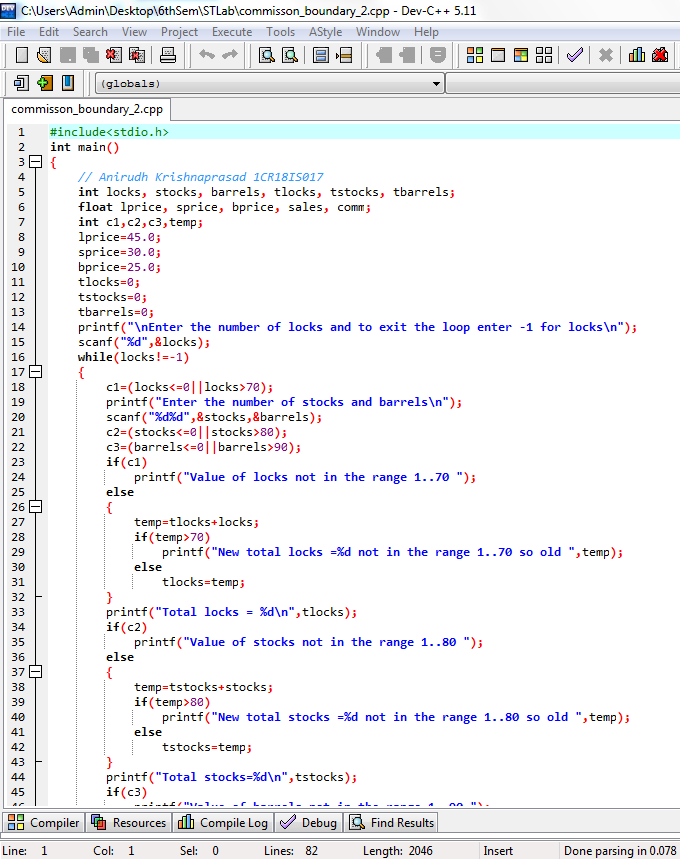 C:\Users\Admin\Desktop\6thSem\STLab\commisson_boundary_2.cpp - Dev-C++ 5.11
File Edit Search View Project Execute Tools AStyle Window Help
(globals)
commisson_boundary_2.cpp
1 #include<stdio.h>
2 int main()
3 {
4 // Anirudh Krishnaprasad 1CR18IS017
5 int locks, stocks, barrels, tlocks, tstocks, tbarrels;
6 float lprice, sprice, bprice, sales, comm;
7 int c1,c2,c3,temp;
8 lprice=45.0;
9 sprice=30.0;
10 bprice=25.0;
11 tlocks=0;
12 tstocks=0;
13 tbarrels=0;
14 printf("\nEnter the number of locks and to exit the loop enter -1 for locks\n");
15 scanf("%d",&locks);
16 while(locks!=-1)
17 {
18 c1=(locks<=0||locks>70);
19 printf("Enter the number of stocks and barrels\n");
20 scanf("%d%d",&stocks,&barrels);
21 c2=(stocks<=0||stocks>80);
22 c3=(barrels<=0||barrels>90);
23 if(c1)
24 printf("Value of locks not in the range 1..70 ");
25 else
26 {
27 temp=tlocks+locks;
28 if(temp>70)
29 printf("New total locks =%d not in the range 1..70 so old ",temp);
30 else
31 tlocks=temp;
32 }
33 printf("Total locks = %d\n",tlocks);
34 if(c2)
35 printf("Value of stocks not in the range 1..80 ");
36 else
37 {
38 temp=tstocks+stocks;
39 if(temp>80)
40 printf("New total stocks =%d not in the range 1..80 so old ",temp);
41 else
42 tstocks=temp;
43 }
44 printf("Total stocks=%d\n",tstocks);
45 if(c3)
46 printf("Value of barrels not in the range 1..90 ");
Compiler Resources Compile Log Debug Find Results
Line: 1 Col: 1 Sel: 0 Lines: 82 Length: 2046 Insert Done parsing in 0.078